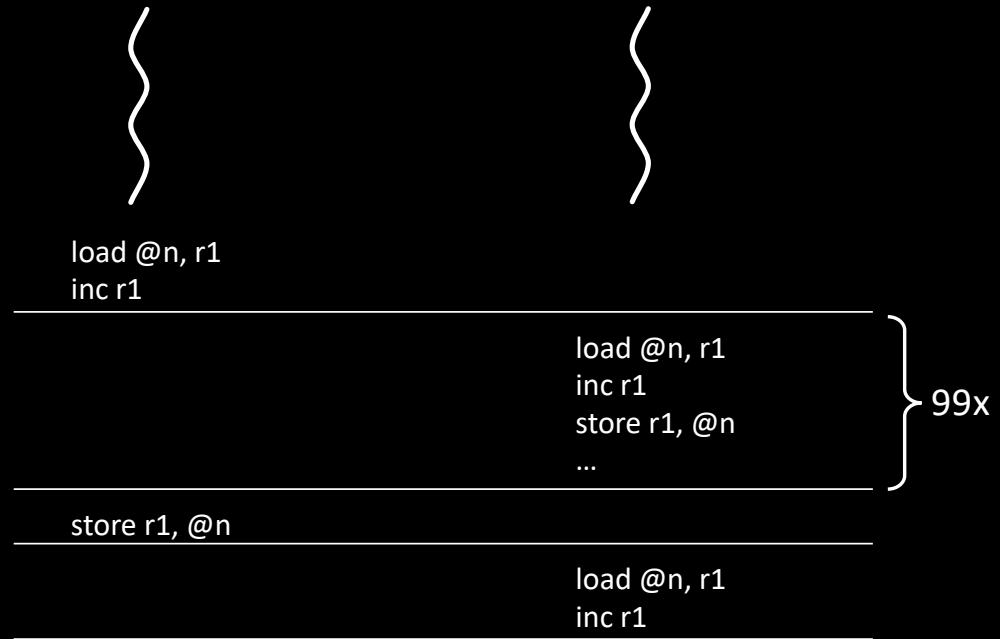 load @n, r1
inc r1
load @n, r1
inc r1
store r1, @n
...
99x
store r1, @n
load @n, r1
inc r1